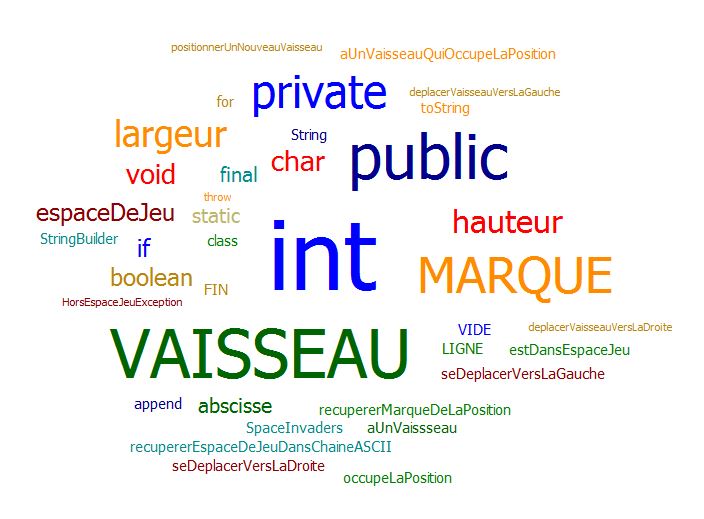 positionnerUnNouveauVaisseau
aUnVaisseauQuiOccupeLaPosition
private
deplacerVaisseauVersLaGauche
for
toString
largeur
String
public
char
void
final
throw
espaceDeJeu
static
hauteur
StringBuilder
if
class
int
boolean
FIN
MARQUE
HorsEspaceJeuException
VAISSEAU
VIDE
deplacerVaisseauVersLaDroite
LIGNE
estDansEspaceJeu
seDeplacerVersLaGauche
append
abscisse
recupererMarqueDeLaPosition
SpaceInvaders
aUnVaissseau
recupererEspaceDeJeuDansChaineASCII
seDeplacerVersLaDroite
occupeLaPosition